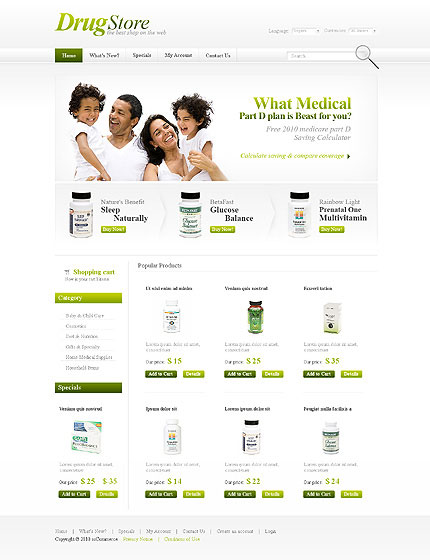 DrugStore
the best shop on the web
Language: English Currencies: US Dollar
Home What's New? Specials My Account Contact Us Search
What Medical
Part D plan is Beast for you?
Free 2010 medicare part D
Saving Calculator
Calculate saving & compare coverage
Nature's Benefit
Sleep
Naturally
Buy Now!
BetaFast
Glucose
Balance
Buy Now!
Rainbow Light
Prenatal One
Multivitamin
Buy Now!
Shopping cart
Now in your cart 0 items
Category
Baby & Child Care
Cosmetics
Diet & Nutrition
Gifts & Specialty
Home Medical Supplies
Household Items
Specials
Veniam quis nostrud
Lorem ipsum dolor sit amet,
consectetuer
Our price: $ 25 $ 35
Add to Cart Details
Popular Products
Ut wisi enim ad minim
Lorem ipsum dolor sit amet,
consectetuer
Our price: $ 15
Add to Cart Details
Veniam quis nostrud
Lorem ipsum dolor sit amet,
consectetuer
Our price: $ 25
Add to Cart Details
Exerci tation
Lorem ipsum dolor sit amet,
consectetuer
Our price: $ 35
Add to Cart Details
Ipsum dolor sit
Lorem ipsum dolor sit amet,
consectetuer
Our price: $ 14
Add to Cart Details
Lorem ipsum dolor sit
Lorem ipsum dolor sit amet,
consectetuer
Our price: $ 22
Add to Cart Details
Feugiat nulla facilisis a
Lorem ipsum dolor sit amet,
consectetuer
Our price: $ 24
Add to Cart Details
Home | What's New? | Specials | My Account | Contact Us | Create an account | Login
Copyright © 2010 osCommerce Privacy Notice | Conditions of Use